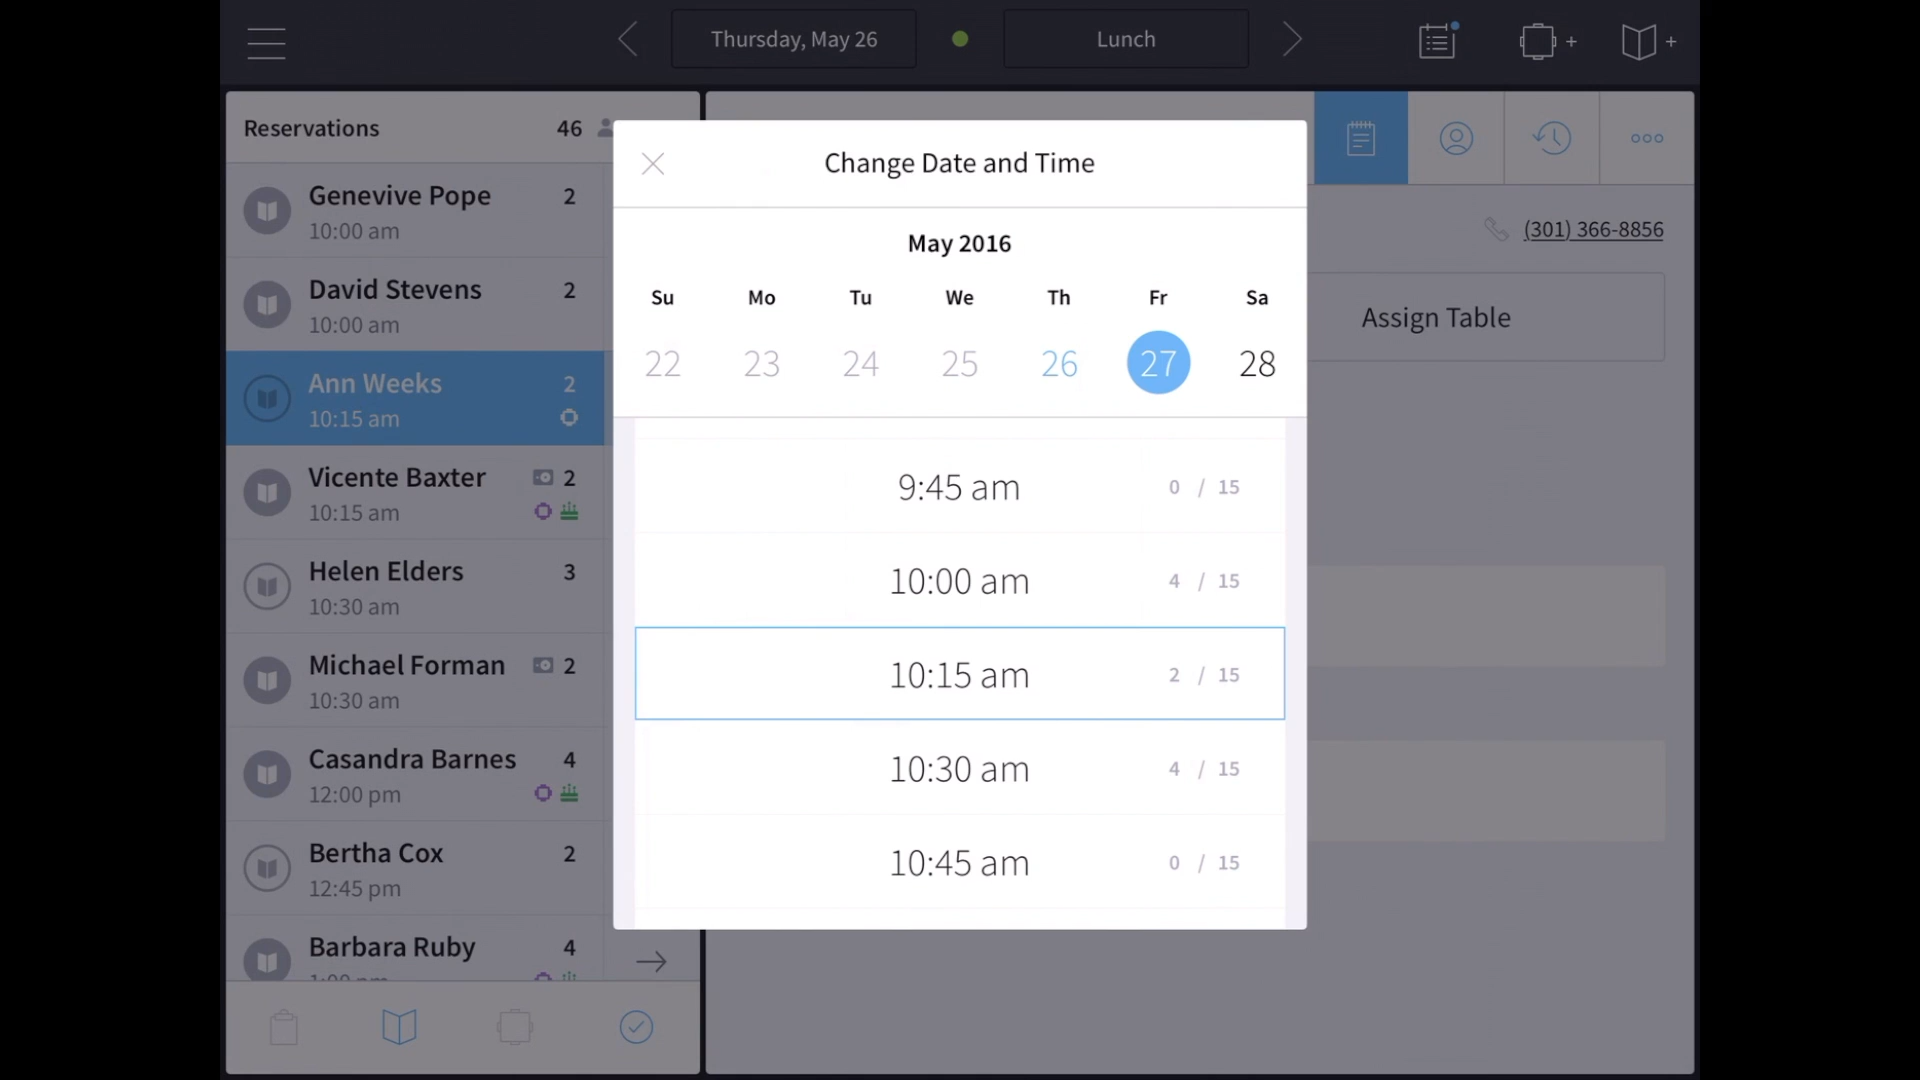 Thursday, May 26
Lunch
+
+
Reservations 46
Genevive Pope 2
10:00 am
David Stevens 2
10:00 am
Ann Weeks 2
10:15 am
Vicente Baxter 2
10:15 am
Helen Elders 3
10:30 am
Michael Forman 2
10:30 am
Casandra Barnes 4
12:00 pm
Bertha Cox 2
12:45 pm
Barbara Ruby 4
1:00 pm
Change Date and Time
May 2016
Su Mo Tu We Th Fr Sa
22 23 24 25 26 27 28
9:45 am 0 / 15
10:00 am 4 / 15
10:15 am 2 / 15
10:30 am 4 / 15
10:45 am 0 / 15
(301) 366-8856
Assign Table